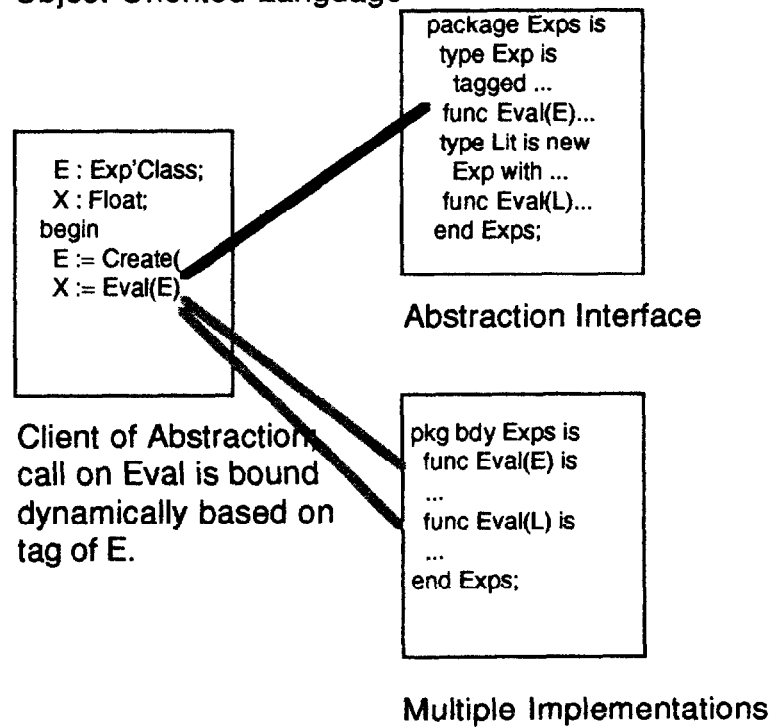 Object Oriented Language
package Exps is
type Exp is
tagged ...
func Eval(E)...
type Lit is new
Exp with ...
func Eval(L)...
end Exps;
Abstraction Interface
E : Exp'Class;
X : Float;
begin
E := Create(
X := Eval(E)
Client of Abstraction,
call on Eval is bound
dynamically based on
tag of E.
pkg bdy Exps is
func Eval(E) is
...
func Eval(L) is
...
end Exps;
Multiple Implementations